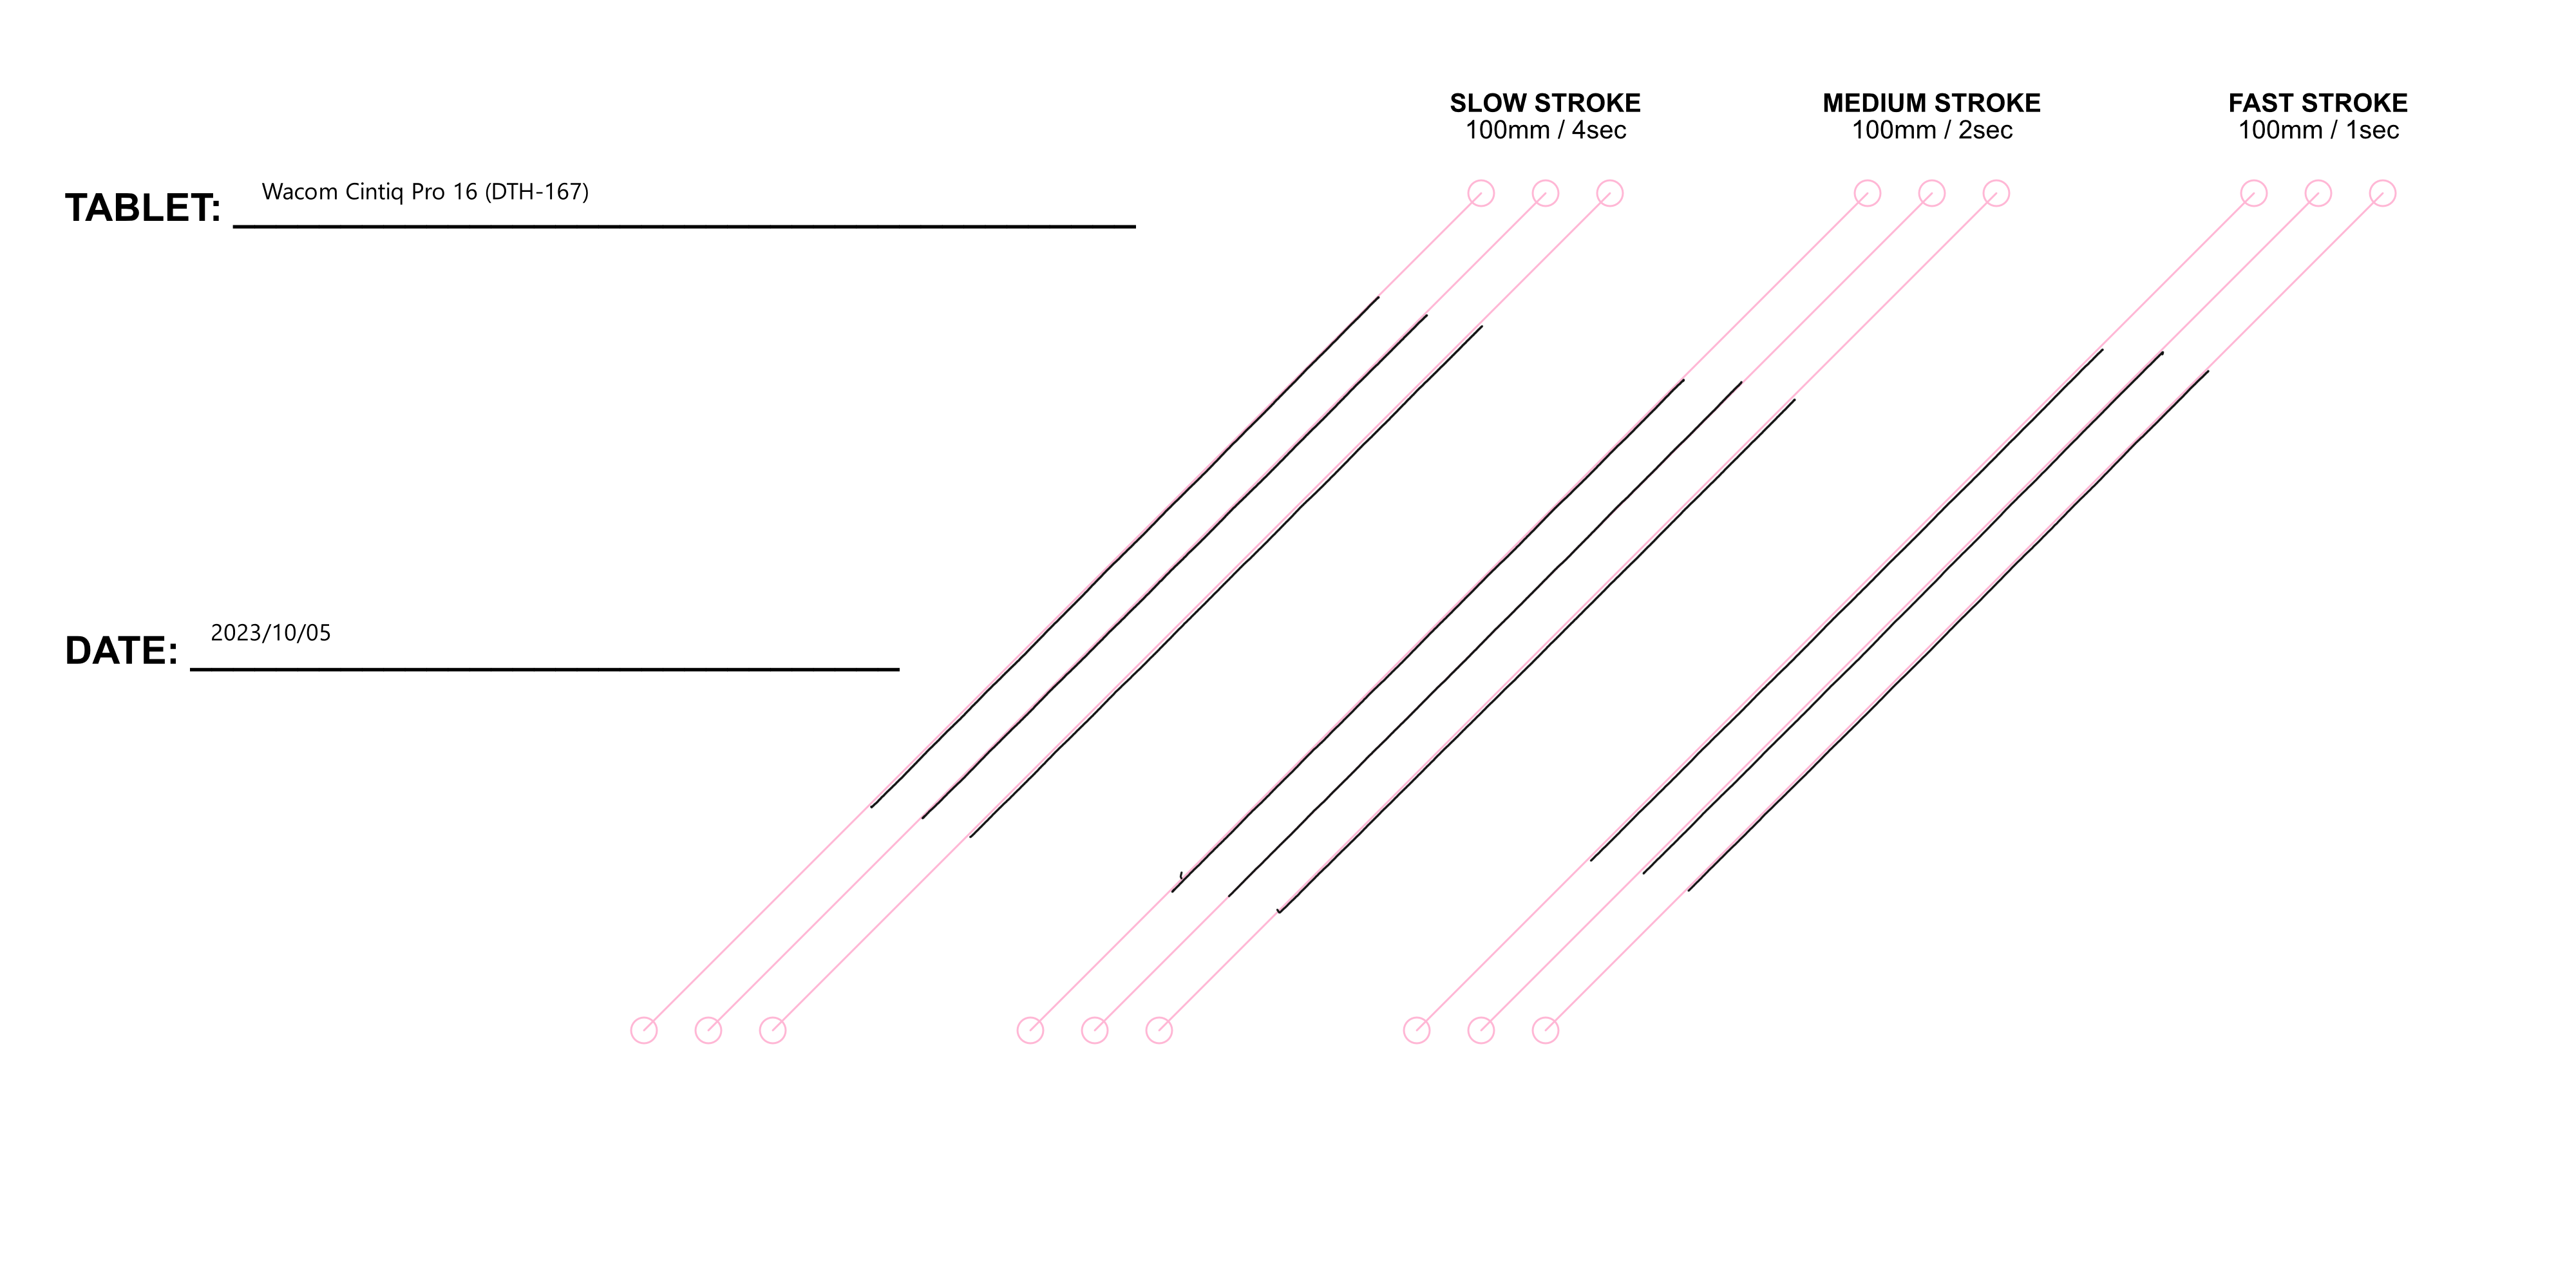 SLOW STROKE
100mm / 4sec
MEDIUM STROKE
100mm / 2sec
FAST STROKE
100mm / 1sec
TABLET: Wacom Cintiq Pro 16 (DTH-167)
DATE: 2023/10/05